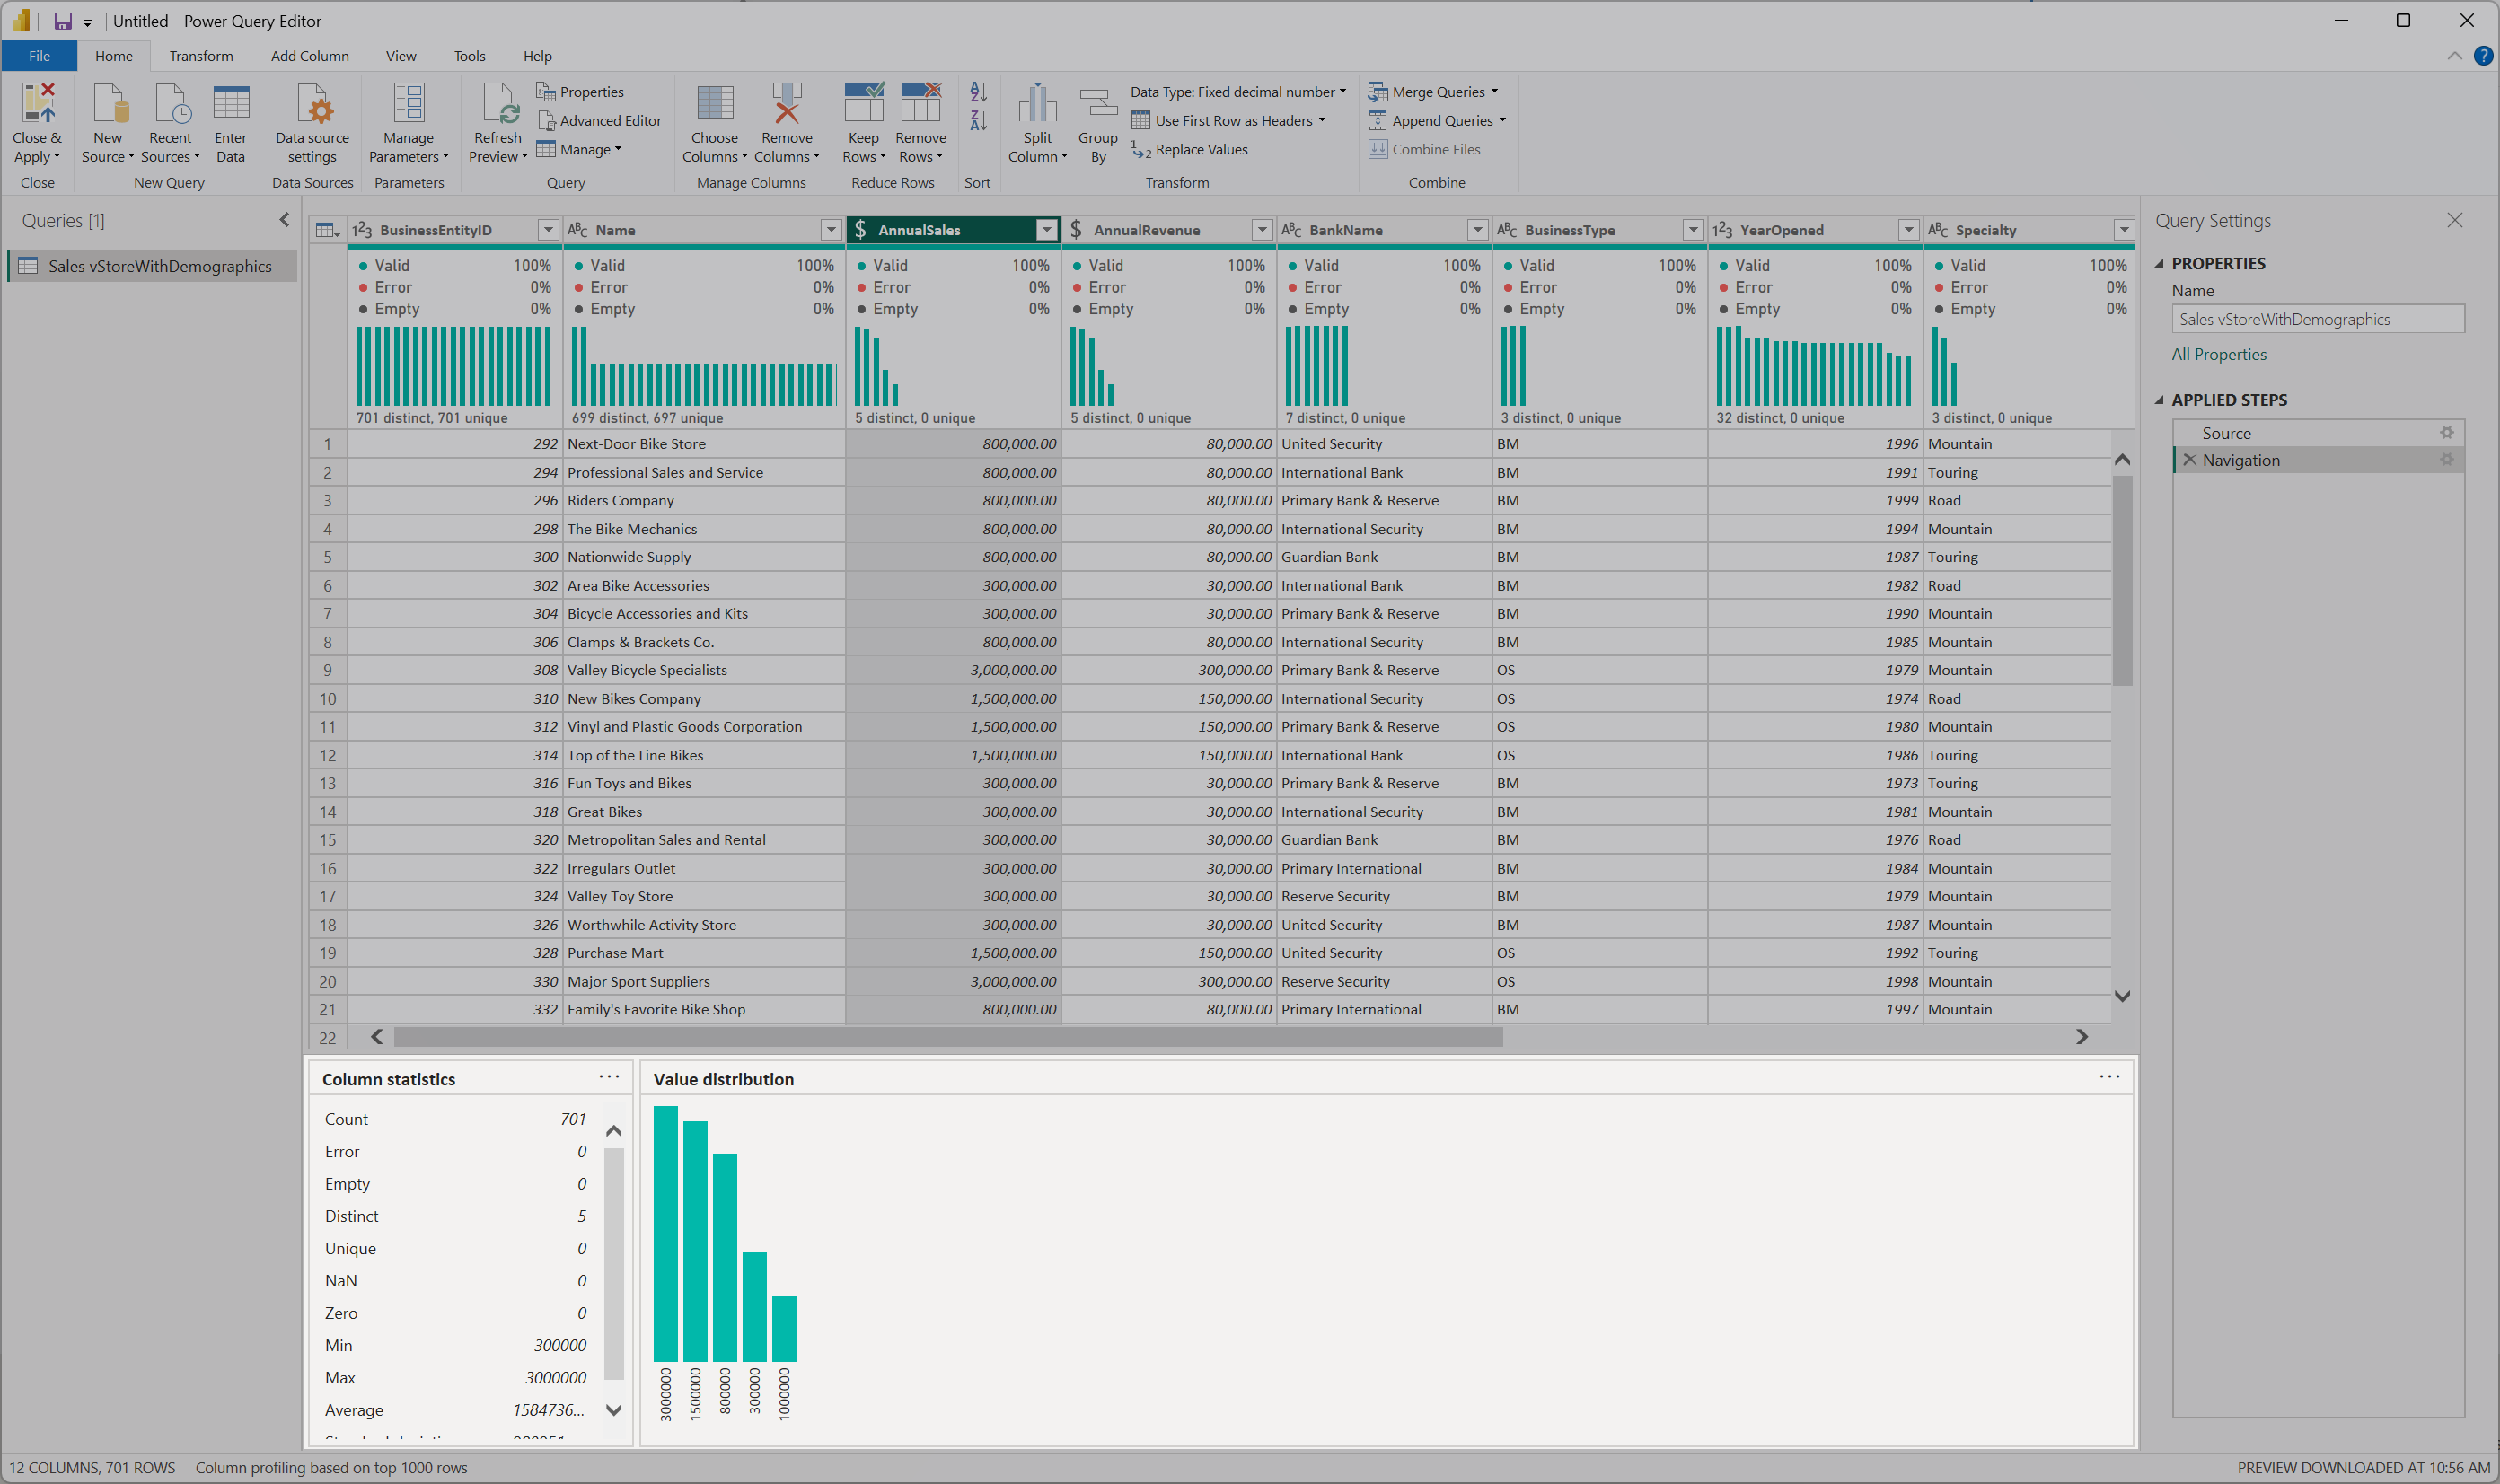 Untitled - Power Query Editor
File Home Transform Add Column View Tools Help
Close & Apply
New Source
Recent Sources
Enter Data
Data source settings
Manage Parameters
Refresh Preview
Properties
Advanced Editor
Manage
Choose Columns
Remove Columns
Keep Rows
Remove Rows
Split Column
Group By
Data Type: Fixed decimal number
Use First Row as Headers
Replace Values
Merge Queries
Append Queries
Combine Files
Close New Query Data Sources Parameters Query Manage Columns Reduce Rows Sort Transform Combine
Queries [1]
Sales vStoreWithDemographics
BusinessEntityID Name AnnualSales AnnualRevenue BankName BusinessType YearOpened Specialty
Valid 100% Valid 100% Valid 100% Valid 100% Valid 100% Valid 100% Valid 100% Valid 100%
Error 0% Error 0% Error 0% Error 0% Error 0% Error 0% Error 0% Error 0%
Empty 0% Empty 0% Empty 0% Empty 0% Empty 0% Empty 0% Empty 0% Empty 0%
701 distinct, 701 unique 699 distinct, 697 unique 5 distinct, 0 unique 5 distinct, 0 unique 7 distinct, 0 unique 3 distinct, 0 unique 32 distinct, 0 unique 3 distinct, 0 unique
1 292 Next-Door Bike Store 800,000.00 80,000.00 United Security BM 1996 Mountain
2 294 Professional Sales and Service 800,000.00 80,000.00 International Bank BM 1991 Touring
3 296 Riders Company 800,000.00 80,000.00 Primary Bank & Reserve BM 1999 Road
4 298 The Bike Mechanics 800,000.00 80,000.00 International Security BM 1994 Mountain
5 300 Nationwide Supply 800,000.00 80,000.00 Guardian Bank BM 1987 Touring
6 302 Area Bike Accessories 300,000.00 30,000.00 International Bank BM 1982 Road
7 304 Bicycle Accessories and Kits 300,000.00 30,000.00 Primary Bank & Reserve BM 1990 Mountain
8 306 Clamps & Brackets Co. 800,000.00 80,000.00 International Security BM 1985 Mountain
9 308 Valley Bicycle Specialists 3,000,000.00 300,000.00 Primary Bank & Reserve OS 1979 Mountain
10 310 New Bikes Company 1,500,000.00 150,000.00 International Security OS 1974 Road
11 312 Vinyl and Plastic Goods Corporation 1,500,000.00 150,000.00 Primary Bank & Reserve OS 1980 Mountain
12 314 Top of the Line Bikes 1,500,000.00 150,000.00 International Bank OS 1986 Touring
13 316 Fun Toys and Bikes 300,000.00 30,000.00 Primary Bank & Reserve BM 1973 Touring
14 318 Great Bikes 300,000.00 30,000.00 International Security BM 1981 Mountain
15 320 Metropolitan Sales and Rental 300,000.00 30,000.00 Guardian Bank BM 1976 Road
16 322 Irregulars Outlet 300,000.00 30,000.00 Primary International BM 1984 Mountain
17 324 Valley Toy Store 300,000.00 30,000.00 Reserve Security BM 1979 Mountain
18 326 Worthwhile Activity Store 300,000.00 30,000.00 United Security BM 1987 Mountain
19 328 Purchase Mart 1,500,000.00 150,000.00 United Security OS 1992 Touring
20 330 Major Sport Suppliers 3,000,000.00 300,000.00 Reserve Security OS 1998 Mountain
21 332 Family's Favorite Bike Shop 800,000.00 80,000.00 Primary International BM 1997 Mountain
22
Query Settings
PROPERTIES
Name
Sales vStoreWithDemographics
All Properties
APPLIED STEPS
Source
Navigation
Column statistics
Count 701
Error 0
Empty 0
Distinct 5
Unique 0
NaN 0
Zero 0
Min 300000
Max 3000000
Average 1584736...
Value distribution
3000000
1500000
800000
300000
1000000
12 COLUMNS, 701 ROWS Column profiling based on top 1000 rows
PREVIEW DOWNLOADED AT 10:56 AM